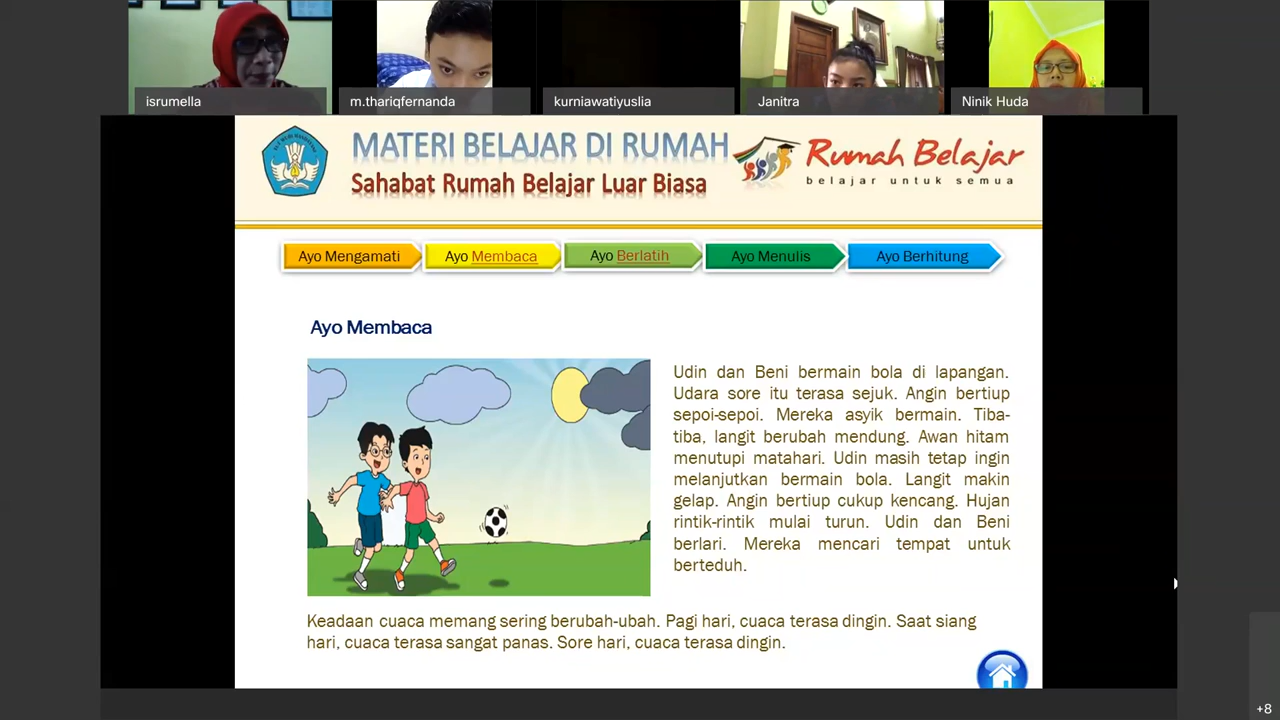 isrumella
m.thariqfernanda
kurniawatiyuslia
Janitra
Ninik Huda
MATERI BELAJAR DI RUMAH
Sahabat Rumah Belajar Luar Biasa
Rumah Belajar
belajar untuk semua
Ayo Mengamati
Ayo Membaca
Ayo Berlatih
Ayo Menulis
Ayo Berhitung
Ayo Membaca
Udin dan Beni bermain bola di lapangan.
Udara sore itu terasa sejuk. Angin bertiup
sepoi-sepoi. Mereka asyik bermain. Tiba-
tiba, langit berubah mendung. Awan hitam
menutupi matahari. Udin masih tetap ingin
melanjutkan bermain bola. Langit makin
gelap. Angin bertiup cukup kencang. Hujan
rintik-rintik mulai turun. Udin dan Beni
berlari. Mereka mencari tempat untuk
berteduh.
Keadaan cuaca memang sering berubah-ubah. Pagi hari, cuaca terasa dingin. Saat siang
hari, cuaca terasa sangat panas. Sore hari, cuaca terasa dingin.
+8